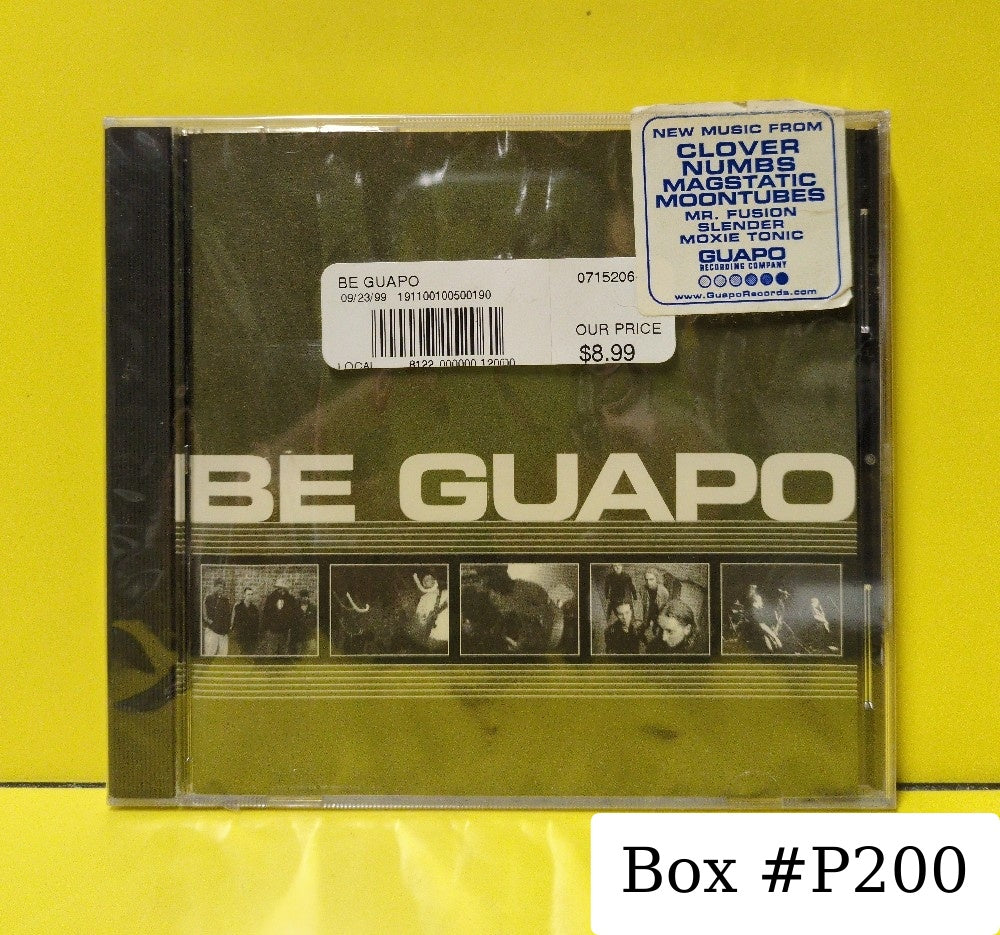 NEW MUSIC FROM
CLOVER
NUMBS
MAGSTATIC
MOONTUBES
MR. FUSION
SLENDER
MOXIE TONIC
GUAPO
RECORDING COMPANY
www.GuapoRecords.com
BE GUAPO 0715206
09/23/99 191100100500190
OUR PRICE
$8.99
LOCAL 8122 000000 120000
BE GUAPO
Box #P200